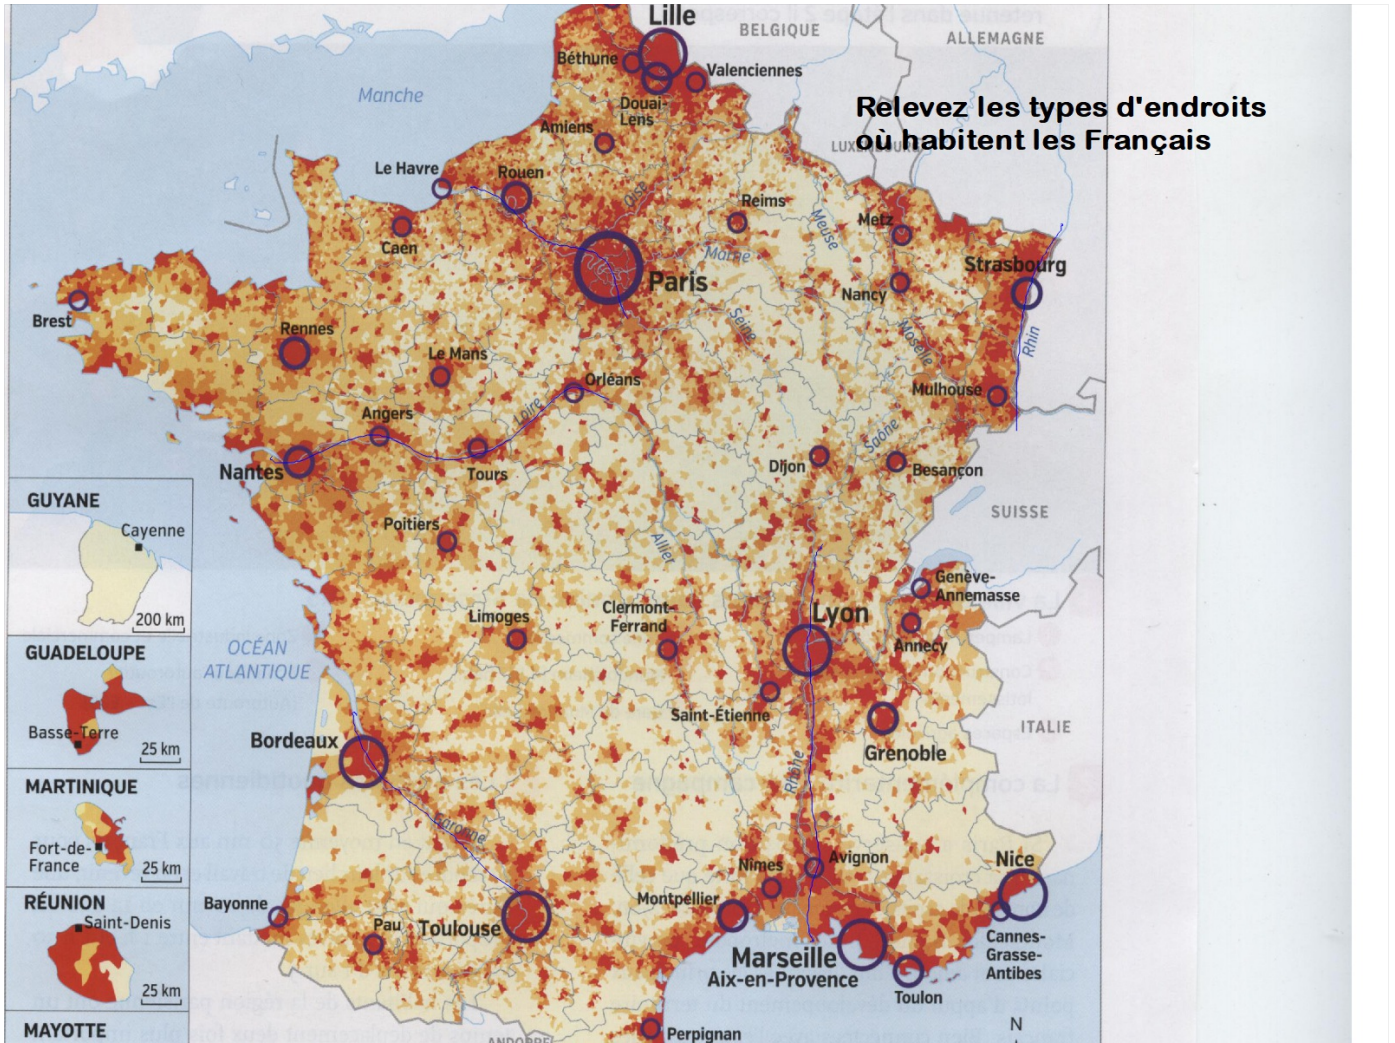 Lille
BELGIQUE
ALLEMAGNE
Béthune
Valenciennes
Manche
Douai-
Lens
Relevez les types d'endroits
où habitent les Français
Amiens
LUXEMBOURG
Le Havre
Rouen
Oise
Reims
Meuse
Metz
Caen
Marne
Strasbourg
Paris
Nancy
Brest
Rennes
Seine
Moselle
Rhin
Le Mans
Orléans
Mulhouse
Angers
Loire
Saône
Nantes
Tours
Dijon
Besançon
GUYANE
Cayenne
Poitiers
SUISSE
Allier
Genève-
Annemasse
200 km
Limoges
Clermont-
Ferrand
Lyon
Annecy
GUADELOUPE
OCÉAN
ATLANTIQUE
Saint-Étienne
Basse-Terre
25 km
Bordeaux
Grenoble
ITALIE
Rhône
MARTINIQUE
Garonne
Fort-de-
France
25 km
Nîmes
Avignon
Nice
RÉUNION
Saint-Denis
Bayonne
Pau
Toulouse
Montpellier
Marseille
Aix-en-Provence
Cannes-
Grasse-
Antibes
25 km
Toulon
MAYOTTE
ANDORRE
Perpignan
N